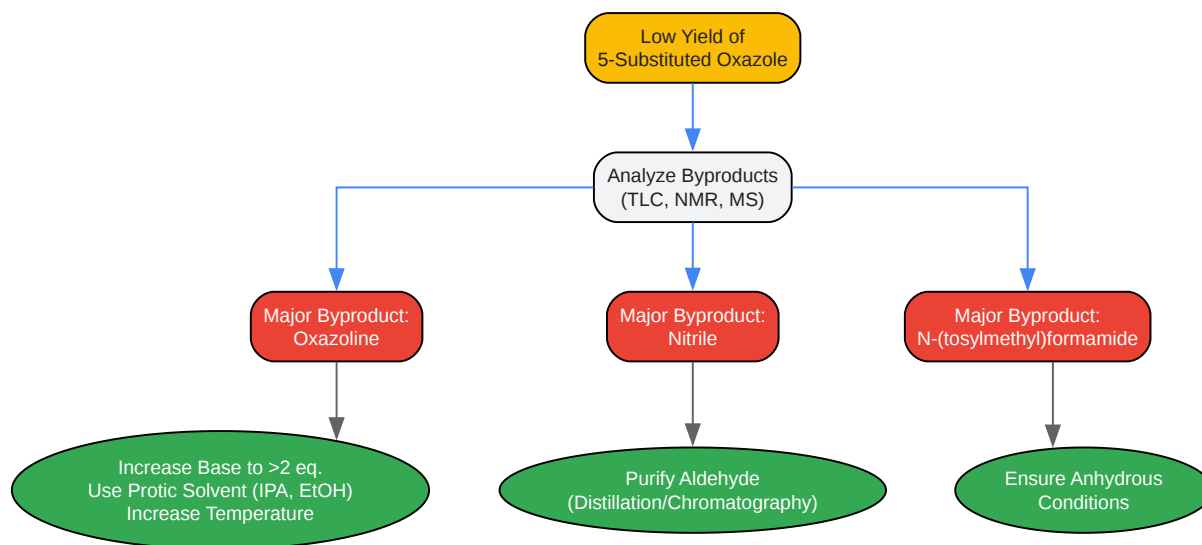 Low Yield of
5-Substituted Oxazole
Analyze Byproducts
(TLC, NMR, MS)
Major Byproduct:
Oxazoline
Major Byproduct:
Nitrile
Major Byproduct:
N-(tosylmethyl)formamide
Increase Base to >2 eq.
Use Protic Solvent (IPA, EtOH)
Increase Temperature
Purify Aldehyde
(Distillation/Chromatography)
Ensure Anhydrous
Conditions